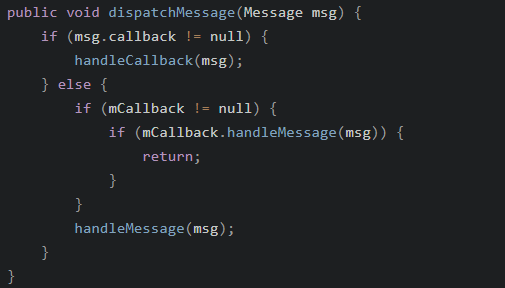 public void dispatchMessage(Message msg) {
    if (msg.callback != null) {
        handleCallback(msg);
    } else {
        if (mCallback != null) {
            if (mCallback.handleMessage(msg)) {
                return;
            }
        }
        handleMessage(msg);
    }
}